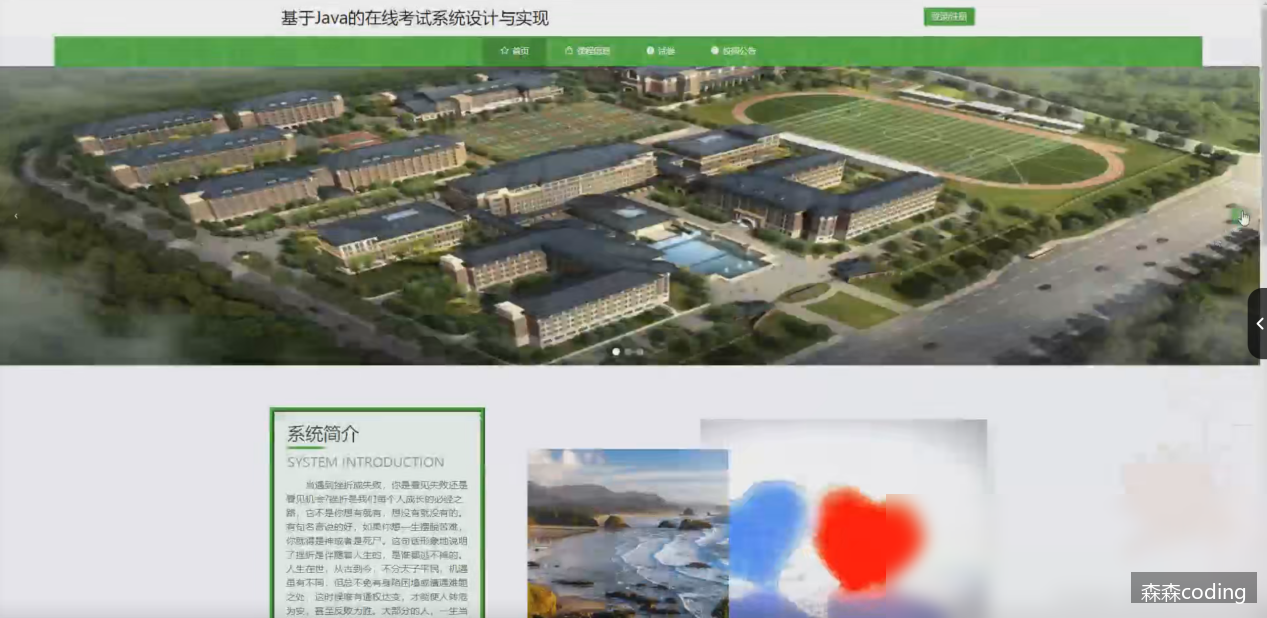 基于Java的在线考试系统设计与实现
登录/注册
首页
课程信息
试卷
教师公告
系统简介
SYSTEM INTRODUCTION
当遇到挫折或失败，你是看见失败还是
看见机会?挫折是我们每个人成长的必经之
路，它不是你想有就有，想没有就没有的。
有句名言说的好，如果你想一生摆脱苦难，
你就得是神或者是死尸。这句话形象地说明
了挫折是伴随着人生的，是谁都逃不掉的。
人生在世，从古到今，不分天子平民，机遇
虽有不同，但总不免有身陷困境或遭遇难题
之处，这时候唯有通权达变，才能使人转危
为安，甚至反败为胜。大部分的人，一生当
森森coding